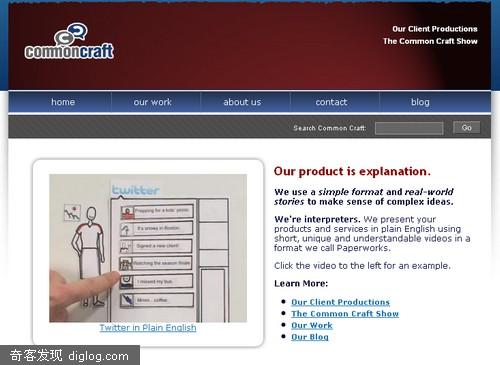 commoncraft
Our Client Productions
The Common Craft Show
home
our work
about us
contact
blog
Search Common Craft:
Go
twitter
Prepping for a kids' picnic
It's snowy in Boston.
Signed a new client!
Watching the season finale
I missed my bus.
Mmm.. coffee.
Twitter in Plain English
Our product is explanation.
We use a simple format and real-world
stories to make sense of complex ideas.
We're interpreters. We present your
products and services in plain English using
short, unique and understandable videos in a
format we call Paperworks.
Click the video to the left for an example.
Learn More:
Our Client Productions
The Common Craft Show
Our Work
Our Blog
奇客发现 diglog.com